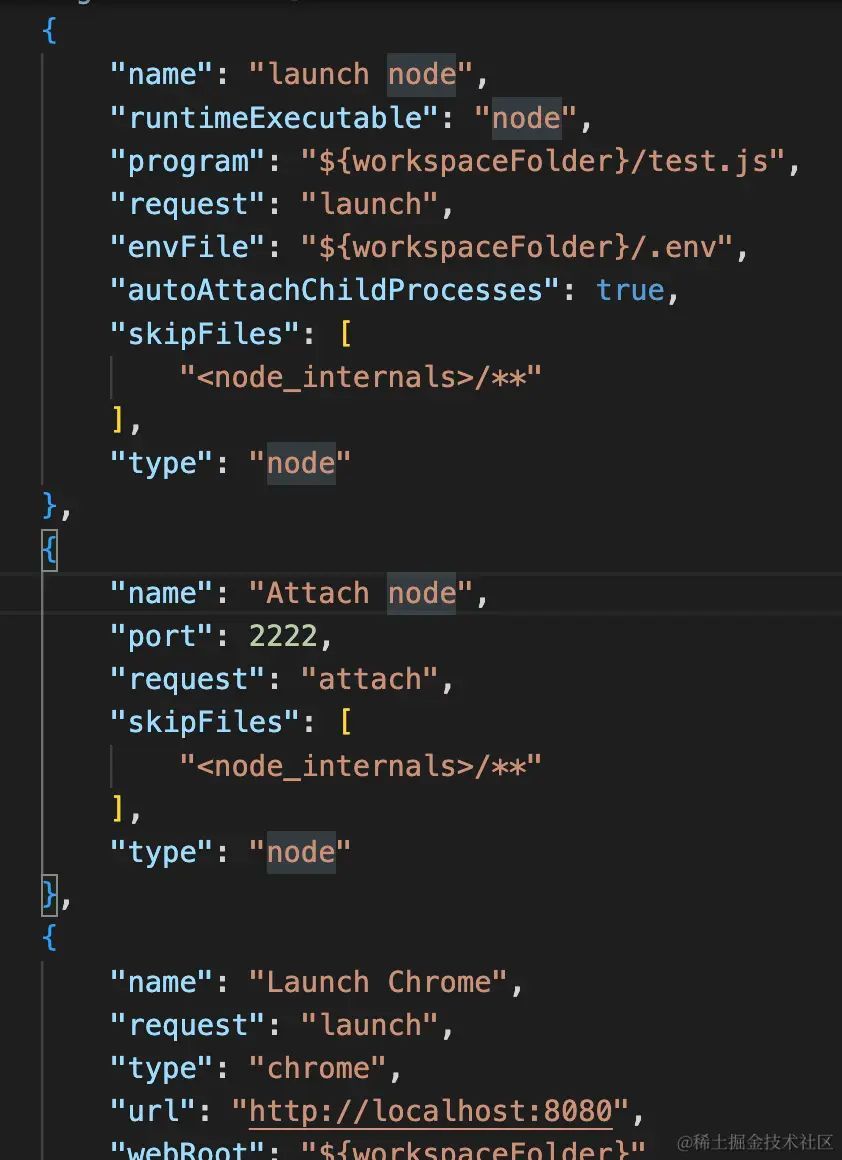 {
"name": "launch node",
"runtimeExecutable": "node",
"program": "${workspaceFolder}/test.js",
"request": "launch",
"envFile": "${workspaceFolder}/.env",
"autoAttachChildProcesses": true,
"skipFiles": [
"<node_internals>/**"
],
"type": "node"
},
{
"name": "Attach node",
"port": 2222,
"request": "attach",
"skipFiles": [
"<node_internals>/**"
],
"type": "node"
},
{
"name": "Launch Chrome",
"request": "launch",
"type": "chrome",
"url": "http://localhost:8080",
"webRoot": "${workspaceFolder}"
@稀土掘金技术社区